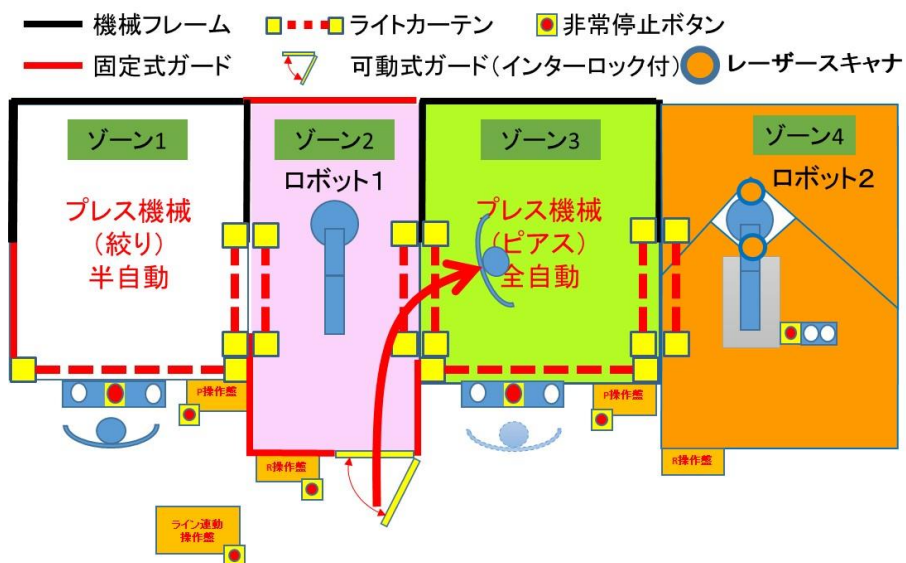 機械フレーム
ライトカーテン
非常停止ボタン
固定式ガード
可動式ガード(インターロック付)
レーザースキャナ
ゾーン1
ゾーン2
ゾーン3
ゾーン4
ロボット1
ロボット2
プレス機械
(絞り)
半自動
プレス機械
(ピアス)
全自動
P操作盤
P操作盤
R操作盤
R操作盤
ライン連動
操作盤